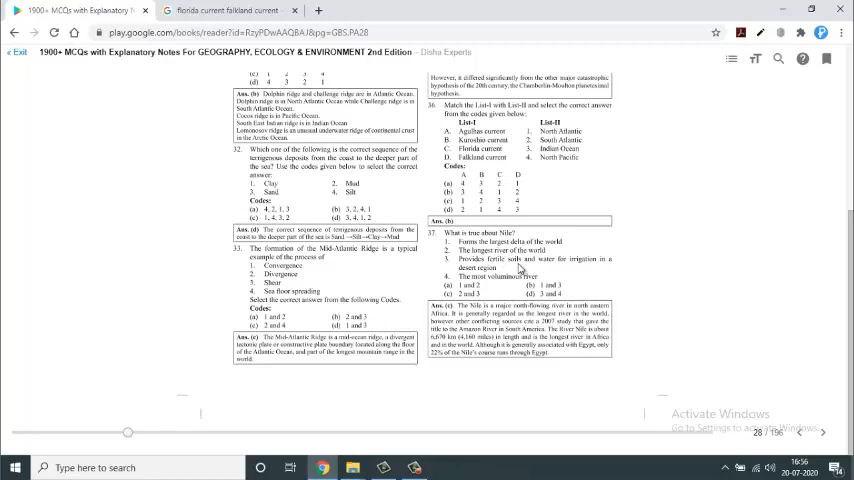 1900+ MCQs with Explanatory N
florida current falkland current -
play.google.com/books/reader?id=RzyPDwAAQBAJ&pg=GBS.PA28
Exit
1900+ MCQs with Explanatory Notes For GEOGRAPHY, ECOLOGY & ENVIRONMENT 2nd Edition - Disha Experts
(c) 1 2 3 4
(d) 4 3 2 1
Ans. (b) Dolphin ridge and challenge ridge are in Atlantic Ocean.
Dolphin ridge is in North Atlantic Ocean while Challenge ridge is in
South Atlantic Ocean.
Cocos ridge is in Pacific Ocean.
South East Indian ridge is in Indian Ocean
Lomonosov ridge is an unusual underwater ridge of continental crust
in the Arctic Ocean.
32. Which one of the following is the correct sequence of the
terrigenous deposits from the coast to the deeper part of
the sea? Use the codes given below to select the correct
answer:
1. Clay 2. Mud
3. Sand 4. Silt
Codes:
(a) 4, 2, 1, 3 (b) 3, 2, 4, 1
(c) 1, 4, 3, 2 (d) 3, 4, 1, 2
Ans. (d) The correct sequence of terrigenous deposits from the
coast to the deeper part of the sea is Sand →Silt→Clay→Mud
33. The formation of the Mid-Atlantic Ridge is a typical
example of the process of
1. Convergence
2. Divergence
3. Shear
4. Sea floor spreading
Select the correct answer from the following Codes.
Codes:
(a) 1 and 2 (b) 2 and 3
(c) 2 and 4 (d) 1 and 3
Ans. (c) The Mid-Atlantic Ridge is a mid-ocean ridge, a divergent
tectonic plate or constructive plate boundary located along the floor
of the Atlantic Ocean, and part of the longest mountain range in the
world.
However, it differed significantly from the other major catastrophic
hypothesis of the 20th century, the Chamberlin-Moulton planetesimal
hypothesis.
36. Match the List-I with List-II and select the correct answer
from the codes given below:
List-I List-II
A. Agulhas current 1. North Atlantic
B. Kuroshio current 2. South Atlantic
C. Florida current 3. Indian Ocean
D. Falkland current 4. North Pacific
Codes:
A B C D
(a) 4 3 2 1
(b) 3 4 1 2
(c) 1 2 3 4
(d) 2 1 4 3
Ans. (b)
37. What is true about Nile?
1. Forms the largest delta of the world
2. The longest river of the world
3. Provides fertile soils and water for irrigation in a
desert region
4. The most voluminous river
(a) 1 and 2 (b) 1 and 3
(c) 2 and 3 (d) 3 and 4
Ans. (c) The Nile is a major north-flowing river in north eastern
Africa. It is generally regarded as the longest river in the world,
however other conflicting sources cite a 2007 study that gave the
title to the Amazon River in South America. The River Nile is about
6,670 km (4,160 miles) in length and is the longest river in Africa
and in the world. Although it is generally associated with Egypt, only
22% of the Nile's course runs through Egypt.
Activate Windows
Go to Settings to activate Windows.
28 / 196
Type here to search
16:56
20-07-2020
14